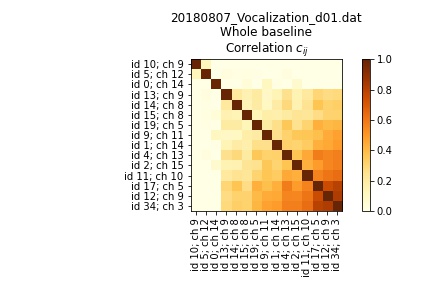 20180807_Vocalization_d01.dat
Whole baseline
Correlation c_{ij}
id 10; ch 9
id 5; ch 12
id 0; ch 14
id 13; ch 9
id 14; ch 8
id 15; ch 8
id 19; ch 5
id 9; ch 11
id 1; ch 14
id 4; ch 13
id 2; ch 15
id 11; ch 10
id 17; ch 5
id 12; ch 9
id 34; ch 3
id 10; ch 9
id 5; ch 12
id 0; ch 14
id 13; ch 9
id 14; ch 8
id 15; ch 8
id 19; ch 5
id 9; ch 11
id 1; ch 14
id 4; ch 13
id 2; ch 15
id 11; ch 10
id 17; ch 5
id 12; ch 9
id 34; ch 3
1.0
0.8
0.6
0.4
0.2
0.0